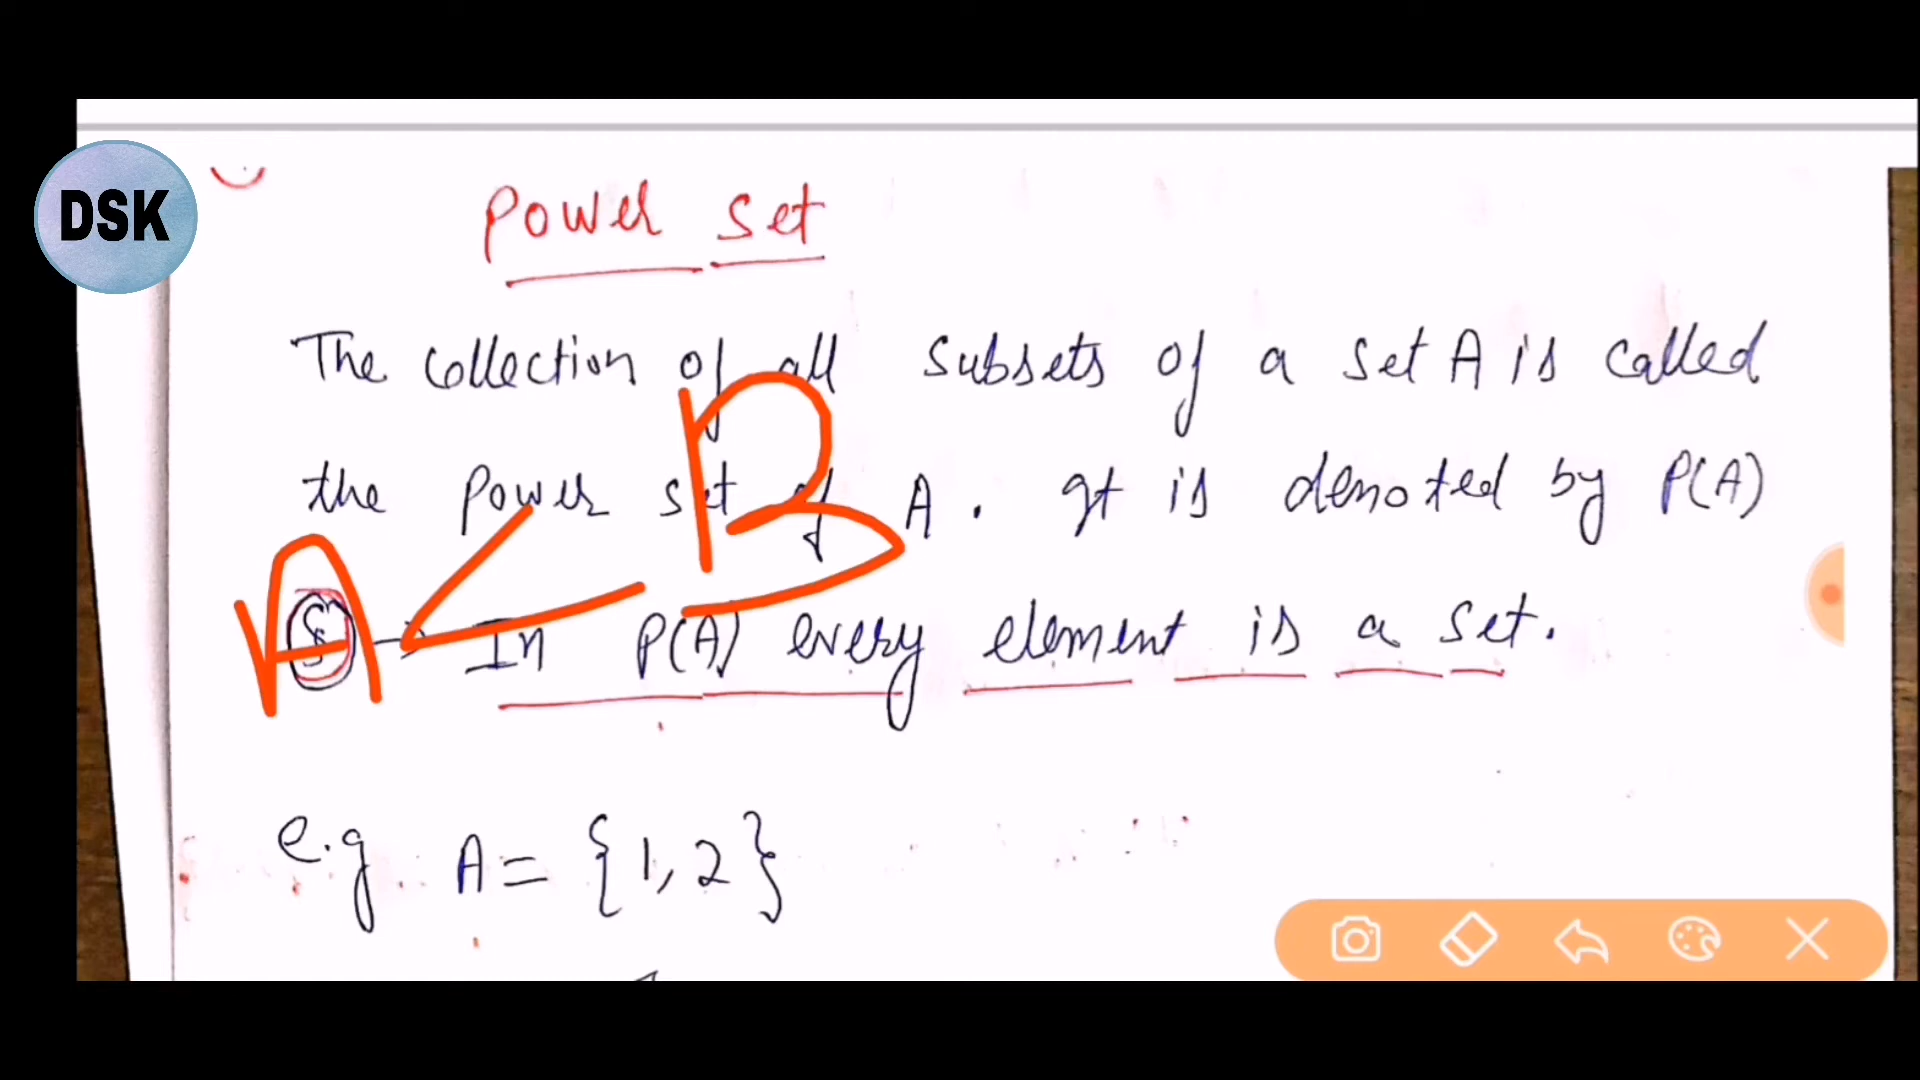 DSK
Power set
The collection of all subsets of a set A is called
the power set of A. It is denoted by P(A)
A < B
In P(A) every element is a set.
e.g A = {1, 2}